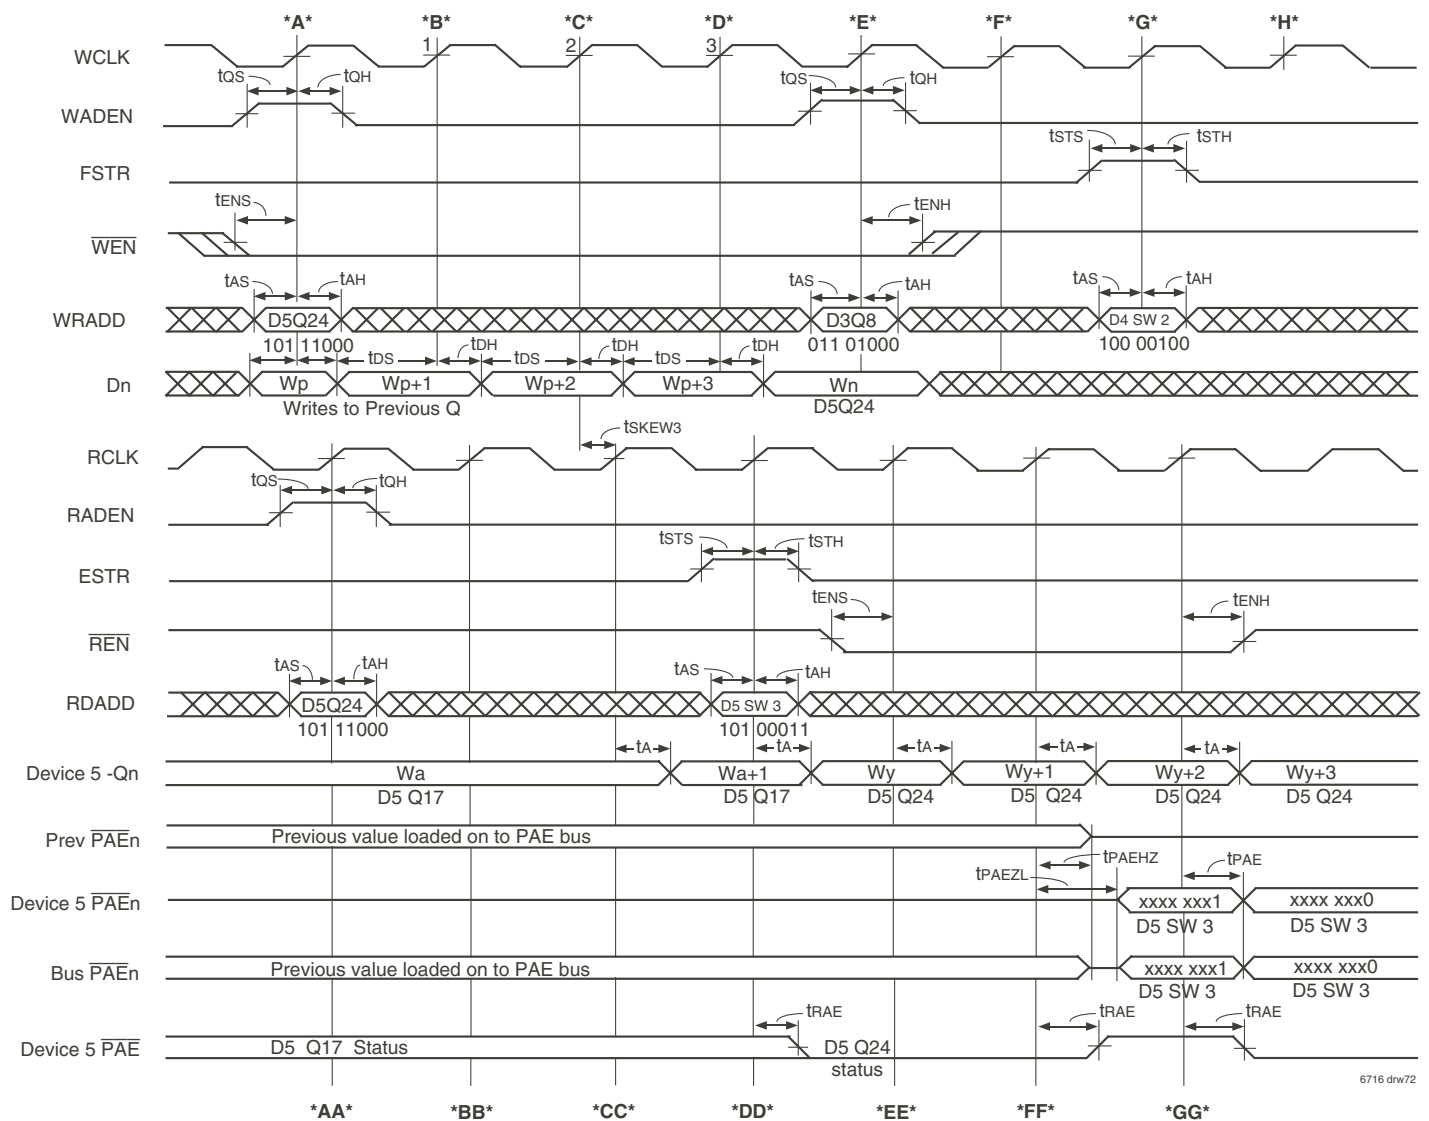 *A* *B* *C* *D* *E* *F* *G* *H*
WCLK 1 2 3
tQS tQH tQS tQH
WADEN
tSTS tSTH
FSTR
tENS tENH
WEN
tAS tAH tAS tAH tAS tAH
WRADD D5Q24 D3Q8 D4 SW 2
101 11000 011 01000 100 00100
tDS tDH tDS tDH tDS tDH
Dn Wp Wp+1 Wp+2 Wp+3 Wn
Writes to Previous Q D5Q24
tSKEW3
RCLK
tQS tQH
RADEN
tSTS tSTH
ESTR
tENS tENH
REN
tAS tAH tAS tAH
RDADD D5Q24 D5 SW 3
101 11000 101 00011
tA tA tA tA tA
Device 5 -Qn Wa Wa+1 Wy Wy+1 Wy+2 Wy+3
D5 Q17 D5 Q17 D5 Q24 D5 Q24 D5 Q24 D5 Q24
Prev PAEn Previous value loaded on to PAE bus
tPAEHZ tPAE
tPAEZL
Device 5 PAEn xxxx xxx1 xxxx xxx0
D5 SW 3 D5 SW 3
Bus PAEn Previous value loaded on to PAE bus xxxx xxx1 xxxx xxx0
D5 SW 3 D5 SW 3
tRAE tRAE tRAE
Device 5 PAE D5 Q17 Status D5 Q24
status
6716 drw72
*AA* *BB* *CC* *DD* *EE* *FF* *GG*